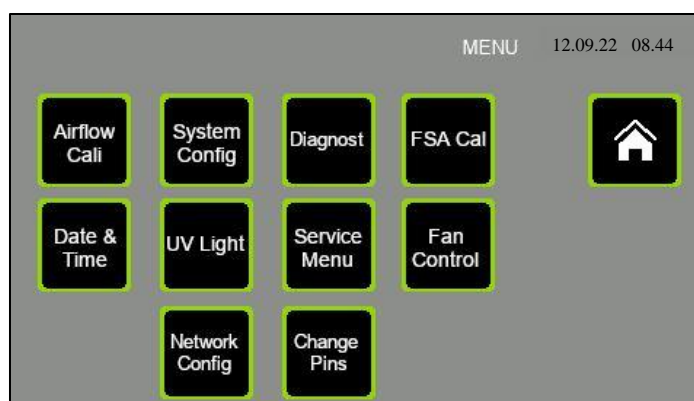 MENU 12.09.22 08.44
Airflow
Cali
System
Config
Diagnost
FSA Cal
Date &
Time
UV Light
Service
Menu
Fan
Control
Network
Config
Change
Pins